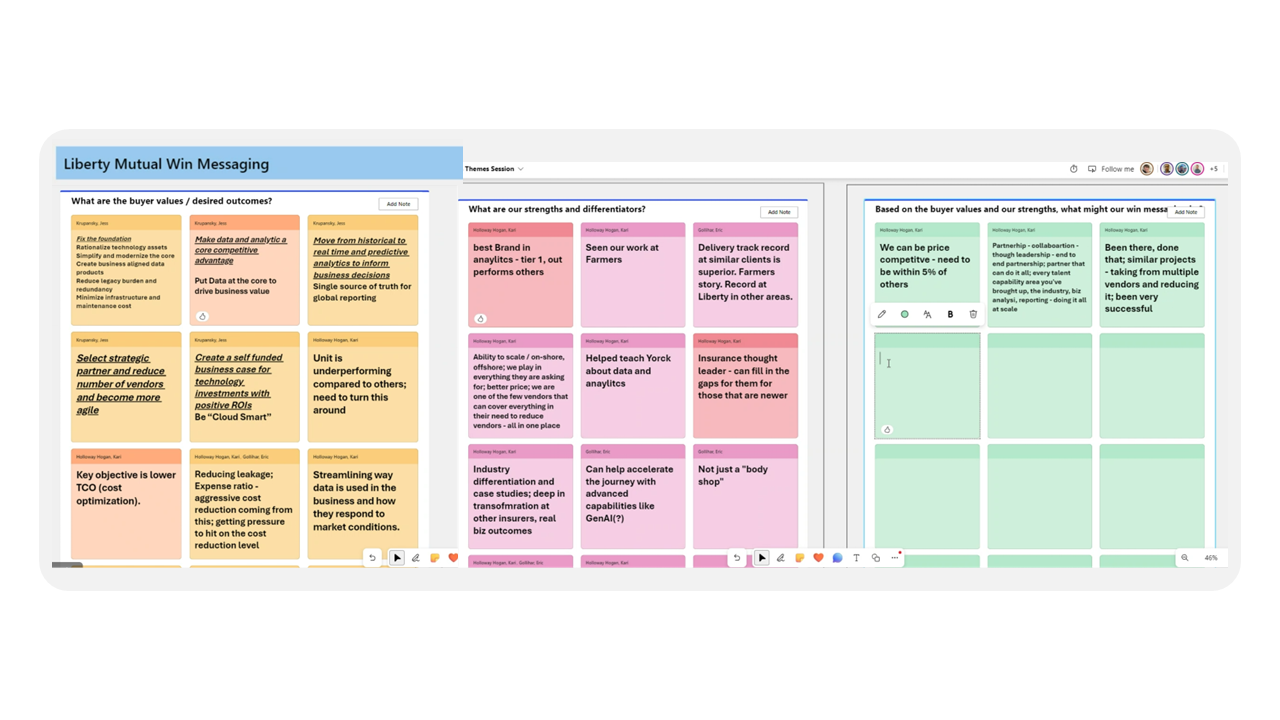 Liberty Mutual Win Messaging
Themes Session
Follow me
+5
What are the buyer values / desired outcomes?
Add Note
Krupansky, Jess
Fix the foundation
Rationalize technology assets
Simplify and modernize the core
Create business aligned data
products
Reduce legacy burden and
redundancy
Minimize infrastructure and
maintenance cost
Krupansky, Jess
Make data and analytic a
core competitive
advantage
Put Data at the core to
drive business value
Krupansky, Jess
Move from historical to
real time and predictive
analytics to inform
business decisions
Single source of truth for
global reporting
Krupansky, Jess
Select strategic
partner and reduce
number of vendors
and become more
agile
Krupansky, Jess
Create a self funded
business case for
technology
investments with
positive ROIs
Be “Cloud Smart”
Holloway Hogan, Kari
Unit is
underperforming
compared to others;
need to turn this
around
Holloway Hogan, Kari
Key objective is lower
TCO (cost
optimization).
Holloway Hogan, Kari, Gollihar, Eric
Reducing leakage;
Expense ratio -
aggressive cost
reduction coming from
this; getting pressure
to hit on the cost
reduction level
Holloway Hogan, Kari
Streamlining way
data is used in the
business and how
they respond to
market conditions.
What are our strengths and differentiators?
Add Note
Holloway Hogan, Kari
best Brand in
anaylitcs - tier 1, out
performs others
Holloway Hogan, Kari
Seen our work at
Farmers
Gollihar, Eric
Delivery track record
at similar clients is
superior. Farmers
story. Record at
Liberty in other areas.
Holloway Hogan, Kari
Ability to scale / on-shore,
offshore; we play in
everything they are asking
for; better price; we are
one of the few vendors that
can cover everything in
their need to reduce
vendors - all in one place
Holloway Hogan, Kari
Helped teach Yorck
about data and
anaylitcs
Holloway Hogan, Kari
Insurance thought
leader - can fill in the
gaps for them for
those that are newer
Holloway Hogan, Kari
Industry
differentiation and
case studies; deep in
transofmration at
other insurers, real
biz outcomes
Gollihar, Eric
Can help accelerate
the journey with
advanced
capabilities like
GenAI(?)
Gollihar, Eric
Not just a "body
shop"
Holloway Hogan, Kari, Gollihar, Eric
Holloway Hogan, Kari
Based on the buyer values and our strengths, what might our win
Add Note
Holloway Hogan, Kari
We can be price
competitve - need to
be within 5% of
others
Holloway Hogan, Kari
Partnerhip - collaboartion -
though leadership - end to
end partnership; partner that
can do it all; every talent
capability area you've
brought up, the industry, biz
analysi, reporting - doing it all
at scale
Holloway Hogan, Kari
Been there, done
that; similar projects
- taking from multiple
vendors and reducing
it; been very
successful
B
T
46%